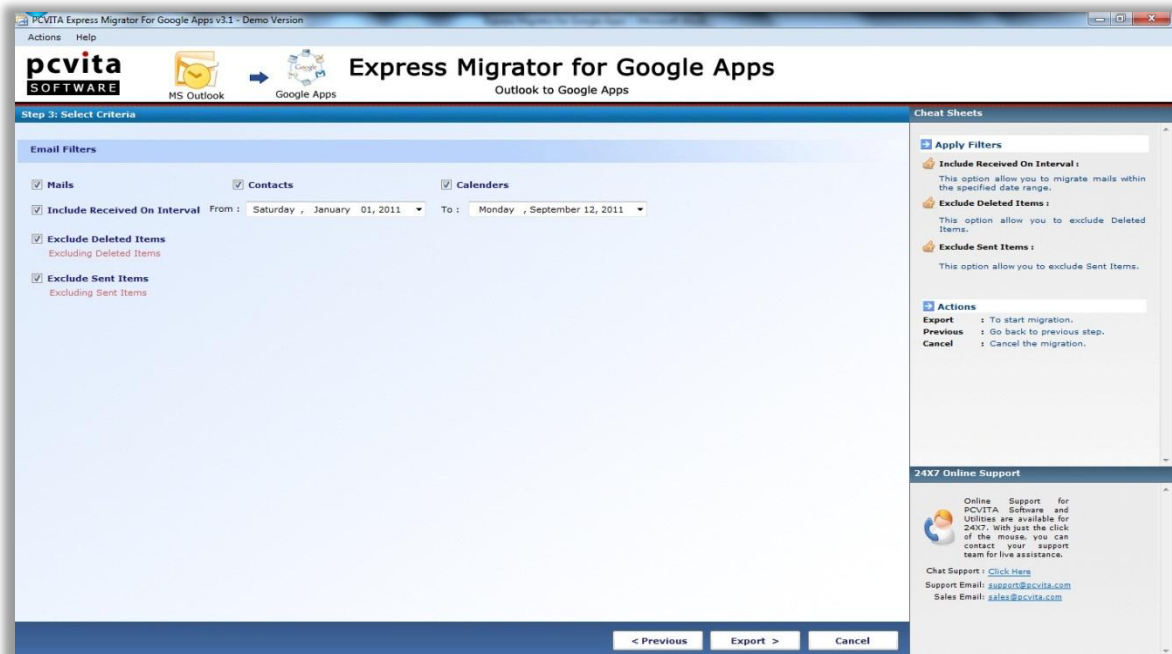 PCVITA Express Migrator For Google Apps v3.1 - Demo Version
Actions Help
pcvita
SOFTWARE
MS Outlook
Google
Google Apps
Express Migrator for Google Apps
Outlook to Google Apps
Step 3: Select Criteria
Email Filters
Mails Contacts Calenders
Include Received On Interval From : Saturday , January 01, 2011 To : Monday , September 12, 2011
Exclude Deleted Items
Excluding Deleted Items
Exclude Sent Items
Excluding Sent Items
< Previous Export > Cancel
Cheat Sheets
Apply Filters
Include Received On Interval :
This option allow you to migrate mails within
the specified date range.
Exclude Deleted Items :
This option allow you to exclude Deleted
Items.
Exclude Sent Items :
This option allow you to exclude Sent Items.
Actions
Export : To start migration.
Previous : Go back to previous step.
Cancel : Cancel the migration.
24X7 Online Support
Online Support for
PCVITA Software and
Utilities are available for
24X7. With just the click
of the mouse, you can
contact your support
team for live assistance.
Chat Support : Click Here
Support Email: support@pcvita.com
Sales Email: sales@pcvita.com